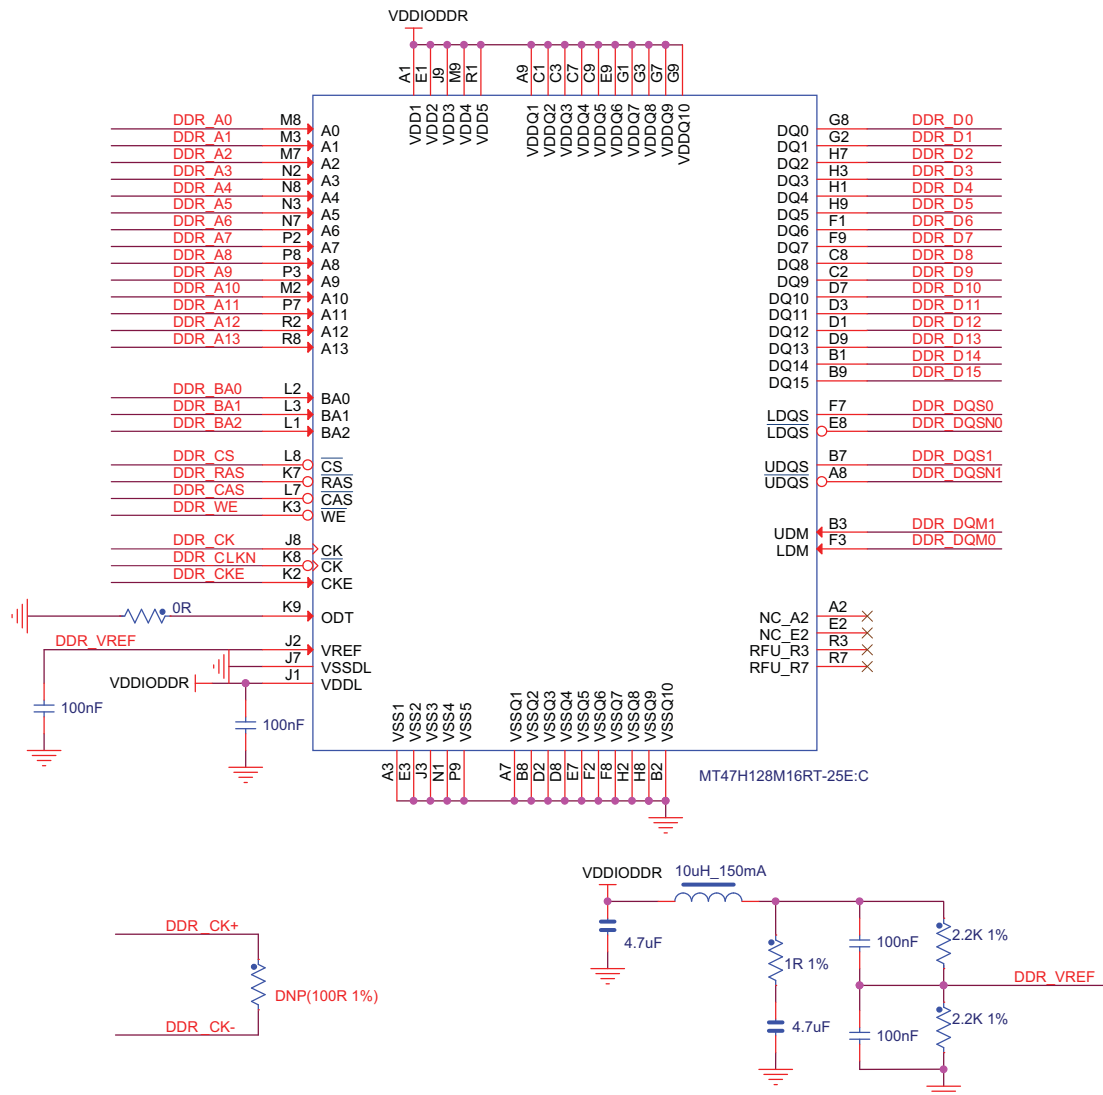 VDDIODDR
A1 E1 J9 M9 R1 A9 C1 C3 C7 C9 E9 G1 G3 G7 G9
VDD1 VDD2 VDD3 VDD4 VDD5 VDDQ1 VDDQ2 VDDQ3 VDDQ4 VDDQ5 VDDQ6 VDDQ7 VDDQ8 VDDQ9 VDDQ10
DDR_A0 M8 A0 DQ0 G8 DDR_D0
DDR_A1 M3 A1 DQ1 G2 DDR_D1
DDR_A2 M7 A2 DQ2 H7 DDR_D2
DDR_A3 N2 A3 DQ3 H3 DDR_D3
DDR_A4 N8 A4 DQ4 H1 DDR_D4
DDR_A5 N3 A5 DQ5 H9 DDR_D5
DDR_A6 N7 A6 DQ6 F1 DDR_D6
DDR_A7 P2 A7 DQ7 F9 DDR_D7
DDR_A8 P8 A8 DQ8 C8 DDR_D8
DDR_A9 P3 A9 DQ9 C2 DDR_D9
DDR_A10 M2 A10 DQ10 D7 DDR_D10
DDR_A11 P7 A11 DQ11 D3 DDR_D11
DDR_A12 R2 A12 DQ12 D1 DDR_D12
DDR_A13 R8 A13 DQ13 D9 DDR_D13
DQ14 B1 DDR_D14
DQ15 B9 DDR_D15
DDR_BA0 L2 BA0
DDR_BA1 L3 BA1 LDQS F7 DDR_DQS0
DDR_BA2 L1 BA2 LDQS E8 DDR_DQSN0
DDR_CS L8 CS UDQS B7 DDR_DQS1
DDR_RAS K7 RAS UDQS A8 DDR_DQSN1
DDR_CAS L7 CAS
DDR_WE K3 WE UDM B3 DDR_DQM1
DDR_CK J8 CK LDM F3 DDR_DQM0
DDR_CLKN K8 CK
DDR_CKE K2 CKE
0R K9 ODT NC_A2 A2
NC_E2 E2
DDR_VREF J2 VREF RFU_R3 R3
J7 VSSDL RFU_R7 R7
VDDIODDR J1 VDDL
100nF
100nF
VSS1 VSS2 VSS3 VSS4 VSS5 VSSQ1 VSSQ2 VSSQ3 VSSQ4 VSSQ5 VSSQ6 VSSQ7 VSSQ8 VSSQ9 VSSQ10
A3 E3 J3 N1 P9 A7 B8 D2 D8 E7 F2 F8 H2 H8 B2
MT47H128M16RT-25E:C
DDR_CK+
DNP(100R 1%)
DDR_CK-
VDDIODDR 10uH_150mA
4.7uF
1R 1%
4.7uF
100nF
2.2K 1%
DDR_VREF
100nF
2.2K 1%